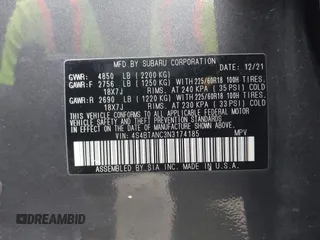 MFD BY SUBARU CORPORATION 12/21
GVWR: 4850 LB (2200 KG)
GAWR:F 2756 LB (1250 KG) WITH 225/60R18 100H TIRES,
18X7J RIMS, AT 240 KPA ( 35 PSI) COLD
GAWR:R 2690 LB (1220 KG) WITH 225/60R18 100H TIRES,
18X7J RIMS, AT 230 KPA ( 33 PSI) COLD
THIS VEHICLE CONFORMS TO ALL APPLICABLE FEDERAL
MOTOR VEHICLE SAFETY, BUMPER, AND THEFT PREVENTION
STANDARDS IN EFFECT ON THE DATE OF MANUFACTURE
SHOWN ABOVE.
VIN: 4S4BTANC3N3174185 MPV
ASSEMBLED BY SIA INC. MADE IN U.S.A.
DREAMBID